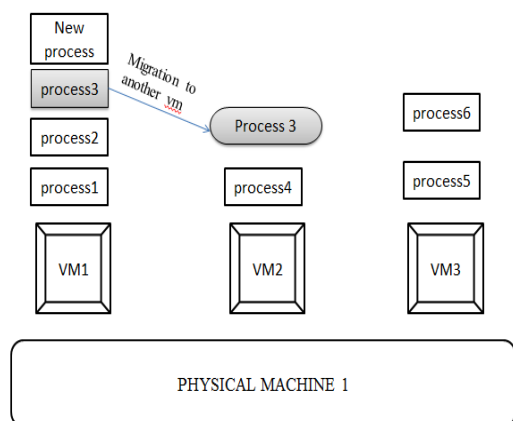 New
process
process3
process2
process1
Migration to
another vm
Process 3
process4
process6
process5
VM1
VM2
VM3
PHYSICAL MACHINE 1